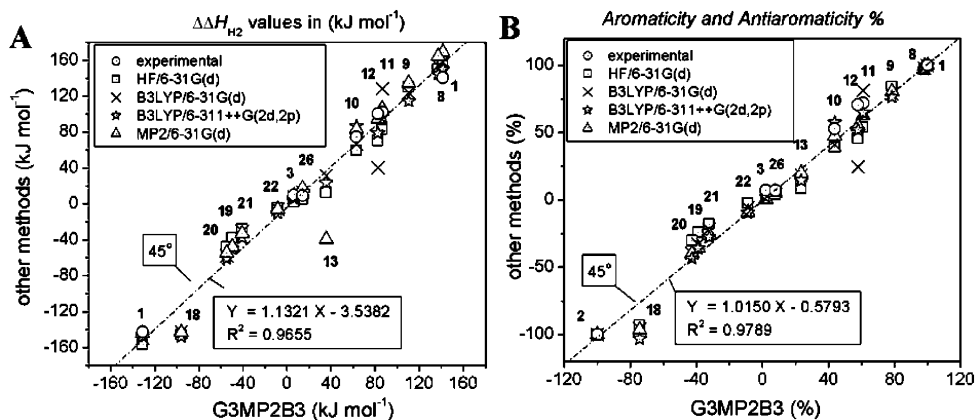 A
ΔΔH_H2 values in (kJ mol⁻¹)
other methods (kJ mol⁻¹)
160
120
80
40
0
-40
-80
-120
-160
experimental
HF/6-31G(d)
B3LYP/6-31G(d)
B3LYP/6-311++G(2d,2p)
MP2/6-31G(d)
12
11
9
10
8
1
3
26
22
19
21
20
13
45°
1
18
Y = 1.1321 X - 3.5382
R² = 0.9655
-160 -120 -80 -40 0 40 80 120 160
G3MP2B3 (kJ mol⁻¹)
B
Aromaticity and Antiaromaticity %
other methods (%)
100
50
0
-50
-100
experimental
HF/6-31G(d)
B3LYP/6-31G(d)
B3LYP/6-311++G(2d,2p)
MP2/6-31G(d)
8
12
11
9
1
10
13
3
26
22
21
19
20
45°
2
18
Y = 1.0150 X - 0.5793
R² = 0.9789
-120 -80 -40 0 40 80 120
G3MP2B3 (%)